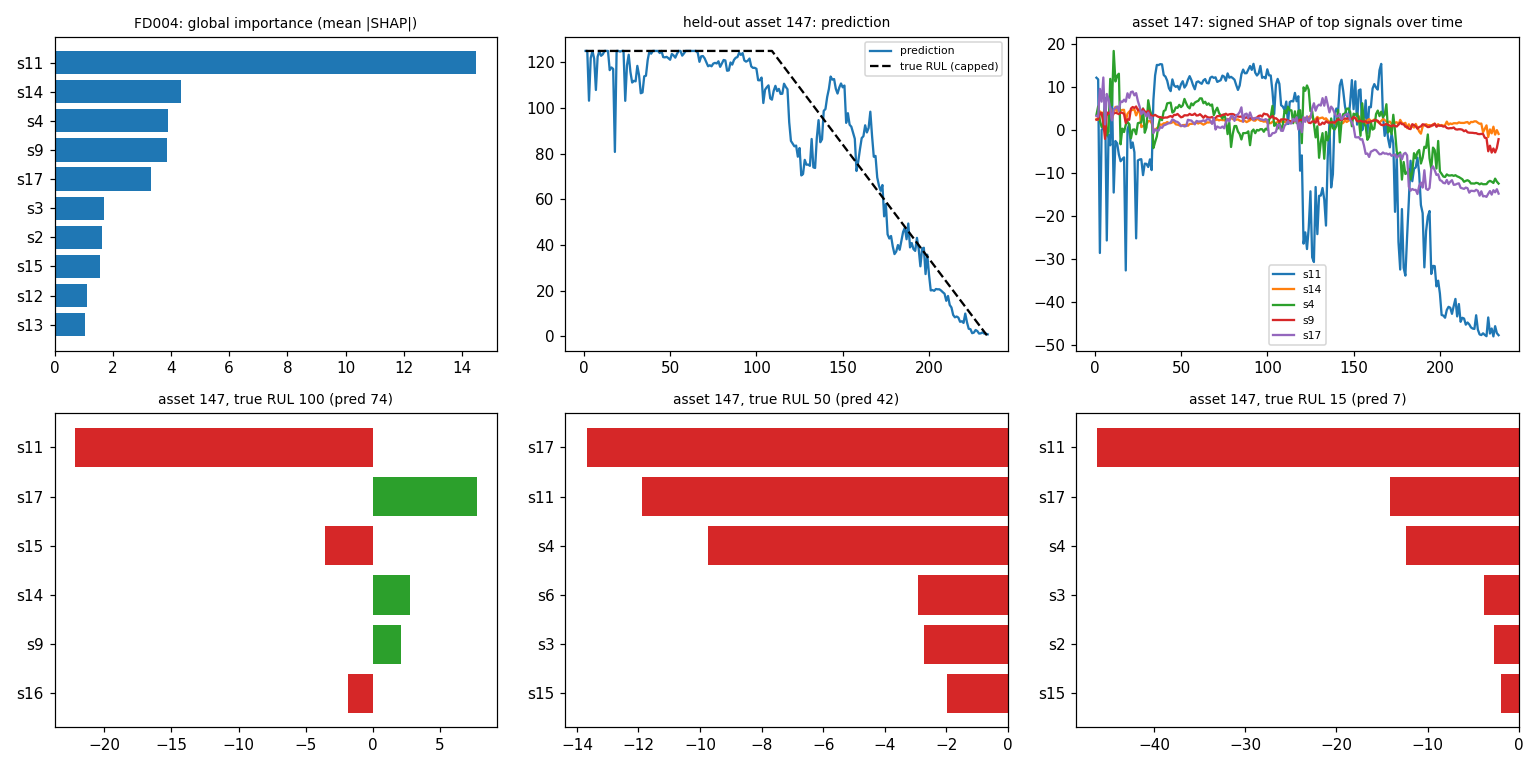 FD004: global importance (mean |SHAP|)
s11
s14
s4
s9
s17
s3
s2
s15
s12
s13
0 2 4 6 8 10 12 14
held-out asset 147: prediction
prediction
true RUL (capped)
120
100
80
60
40
20
0
0 50 100 150 200
asset 147: signed SHAP of top signals over time
20
10
0
−10
−20
−30
−40
−50
s11
s14
s4
s9
s17
0 50 100 150 200
asset 147, true RUL 100 (pred 74)
s11
s17
s15
s14
s9
s16
−20 −15 −10 −5 0 5
asset 147, true RUL 50 (pred 42)
s17
s11
s4
s6
s3
s15
−14 −12 −10 −8 −6 −4 −2 0
asset 147, true RUL 15 (pred 7)
s11
s17
s4
s3
s2
s15
−40 −30 −20 −10 0